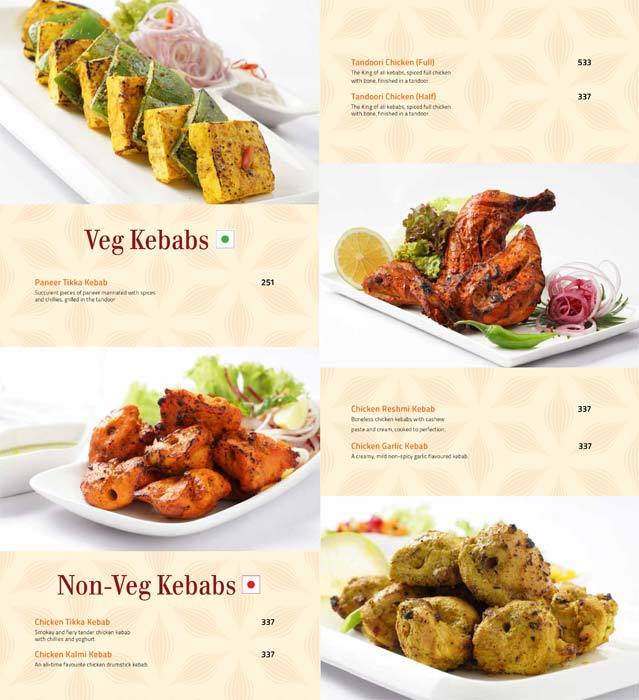 Veg Kebabs
Paneer Tikka Kebab 251
Succulent pieces of paneer marinated with spices
and chillies, grilled in the tandoor
Non-Veg Kebabs
Chicken Tikka Kebab 337
Smokey and fiery tender chicken kebab
with chillies and yoghurt.
Chicken Kalmi Kebab 337
An all-time favourite chicken drumstick kebab.
Tandoori Chicken (Full) 533
The King of all kebabs, spiced full chicken
with bone, finished in a tandoor.
Tandoori Chicken (Half) 337
The King of all kebabs, spiced full chicken
with bone, finished in a tandoor.
Chicken Reshmi Kebab 337
Boneless chicken kebabs with cashew
paste and cream, cooked to perfection.
Chicken Garlic Kebab 337
A creamy, mild non-spicy garlic flavoured kebab.